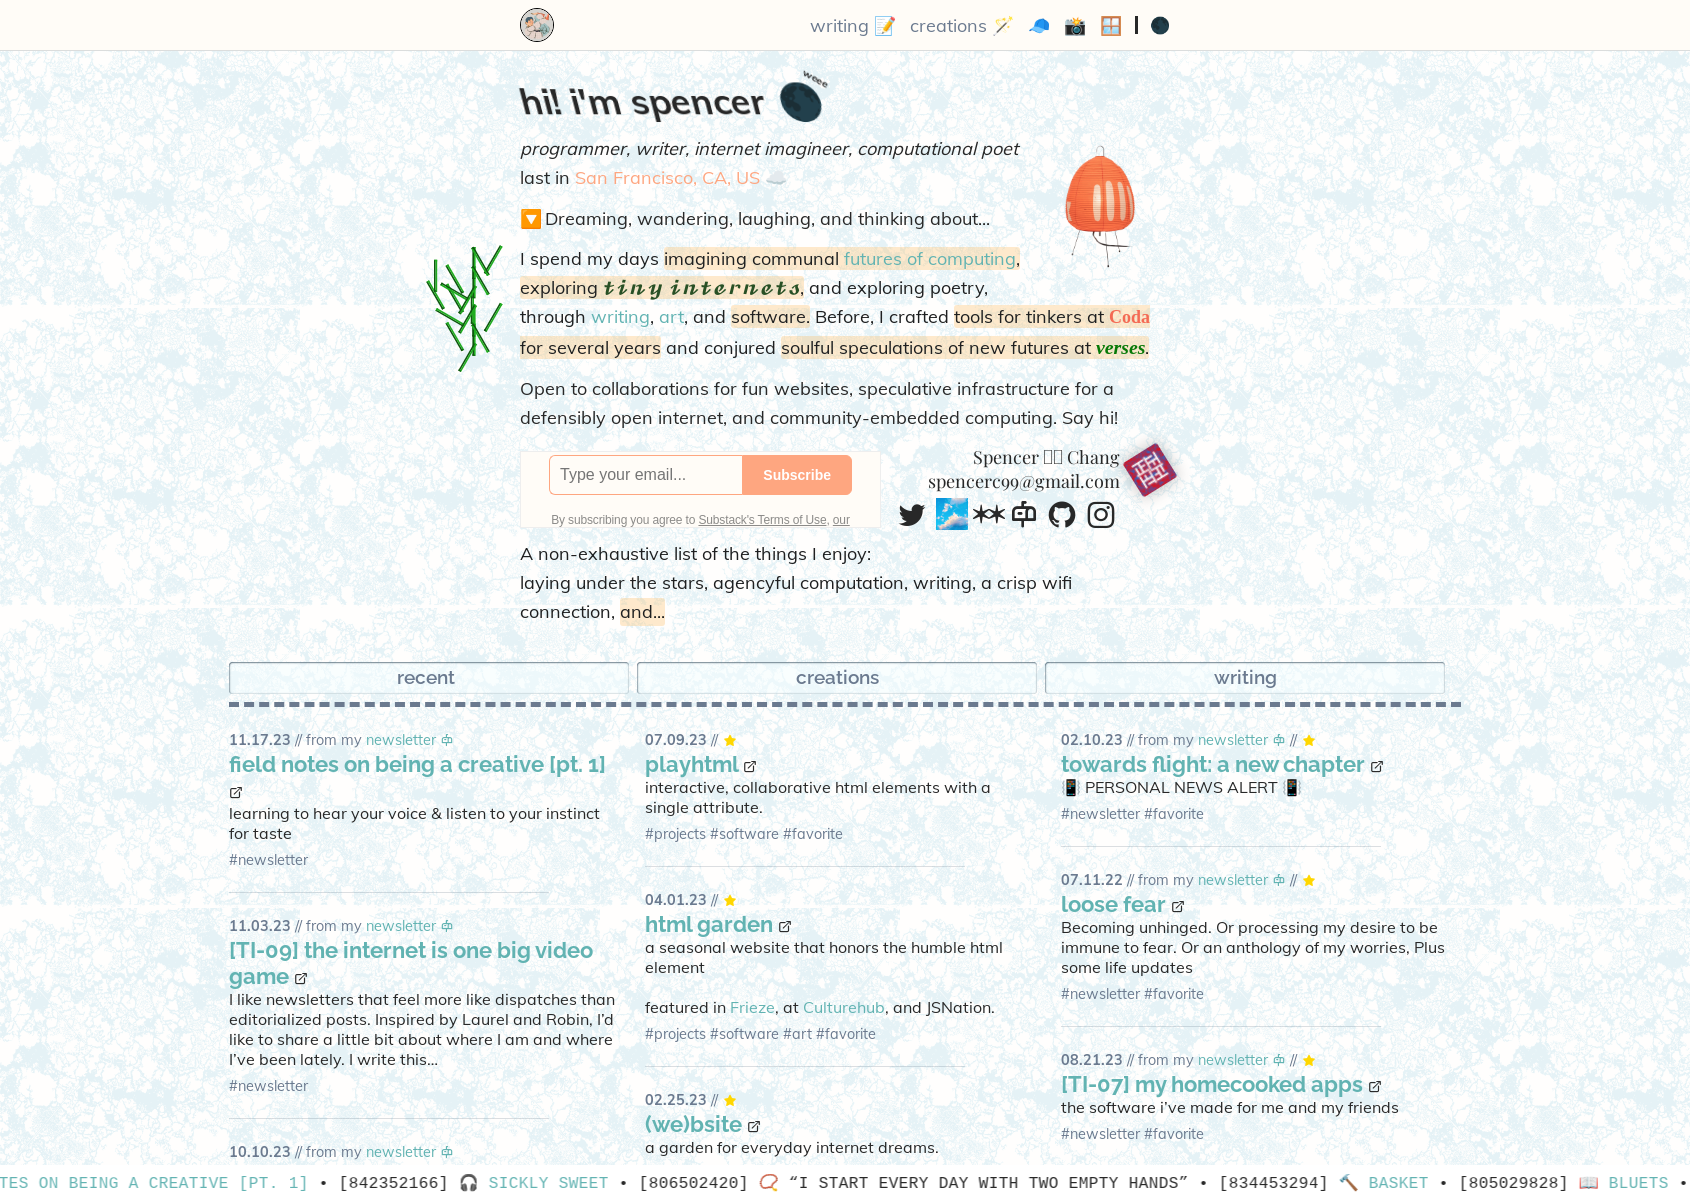 writing 📝 creations 🪄 🧢 📸 🪟 | 🌑
hi! i'm spencer 🌑 weee
programmer, writer, internet imagineer, computational poet
last in San Francisco, CA, US ☁️
🔽 Dreaming, wandering, laughing, and thinking about...
I spend my days imagining communal futures of computing,
exploring tiny internets, and exploring poetry,
through writing, art, and software. Before, I crafted tools for tinkers at Coda
for several years and conjured soulful speculations of new futures at verses.
Open to collaborations for fun websites, speculative infrastructure for a
defensibly open internet, and community-embedded computing. Say hi!
Type your email... Subscribe
By subscribing you agree to Substack's Terms of Use, our
Spencer Chang
spencerc99@gmail.com
A non-exhaustive list of the things I enjoy:
laying under the stars, agencyful computation, writing, a crisp wifi
connection, and...
recent
11.17.23 // from my newsletter
field notes on being a creative [pt. 1]
learning to hear your voice & listen to your instinct
for taste
#newsletter
11.03.23 // from my newsletter
[TI-09] the internet is one big video
game
I like newsletters that feel more like dispatches than
editorialized posts. Inspired by Laurel and Robin, I'd
like to share a little bit about where I am and where
I've been lately. I write this...
#newsletter
10.10.23 // from my newsletter
creations
07.09.23 // ⭐
playhtml
interactive, collaborative html elements with a
single attribute.
#projects #software #favorite
04.01.23 // ⭐
html garden
a seasonal website that honors the humble html
element
featured in Frieze, at Culturehub, and JSNation.
#projects #software #art #favorite
02.25.23 // ⭐
(we)bsite
a garden for everyday internet dreams.
writing
02.10.23 // from my newsletter // ⭐
towards flight: a new chapter
📳 PERSONAL NEWS ALERT 📳
#newsletter #favorite
07.11.22 // from my newsletter // ⭐
loose fear
Becoming unhinged. Or processing my desire to be
immune to fear. Or an anthology of my worries, Plus
some life updates
#newsletter #favorite
08.21.23 // from my newsletter // ⭐
[TI-07] my homecooked apps
the software i've made for me and my friends
#newsletter #favorite
TES ON BEING A CREATIVE [PT. 1] • [842352166] 🎧 SICKLY SWEET • [806502420] 📿 “I START EVERY DAY WITH TWO EMPTY HANDS” • [834453294] 🔨 BASKET • [805029828] 📖 BLUETS •